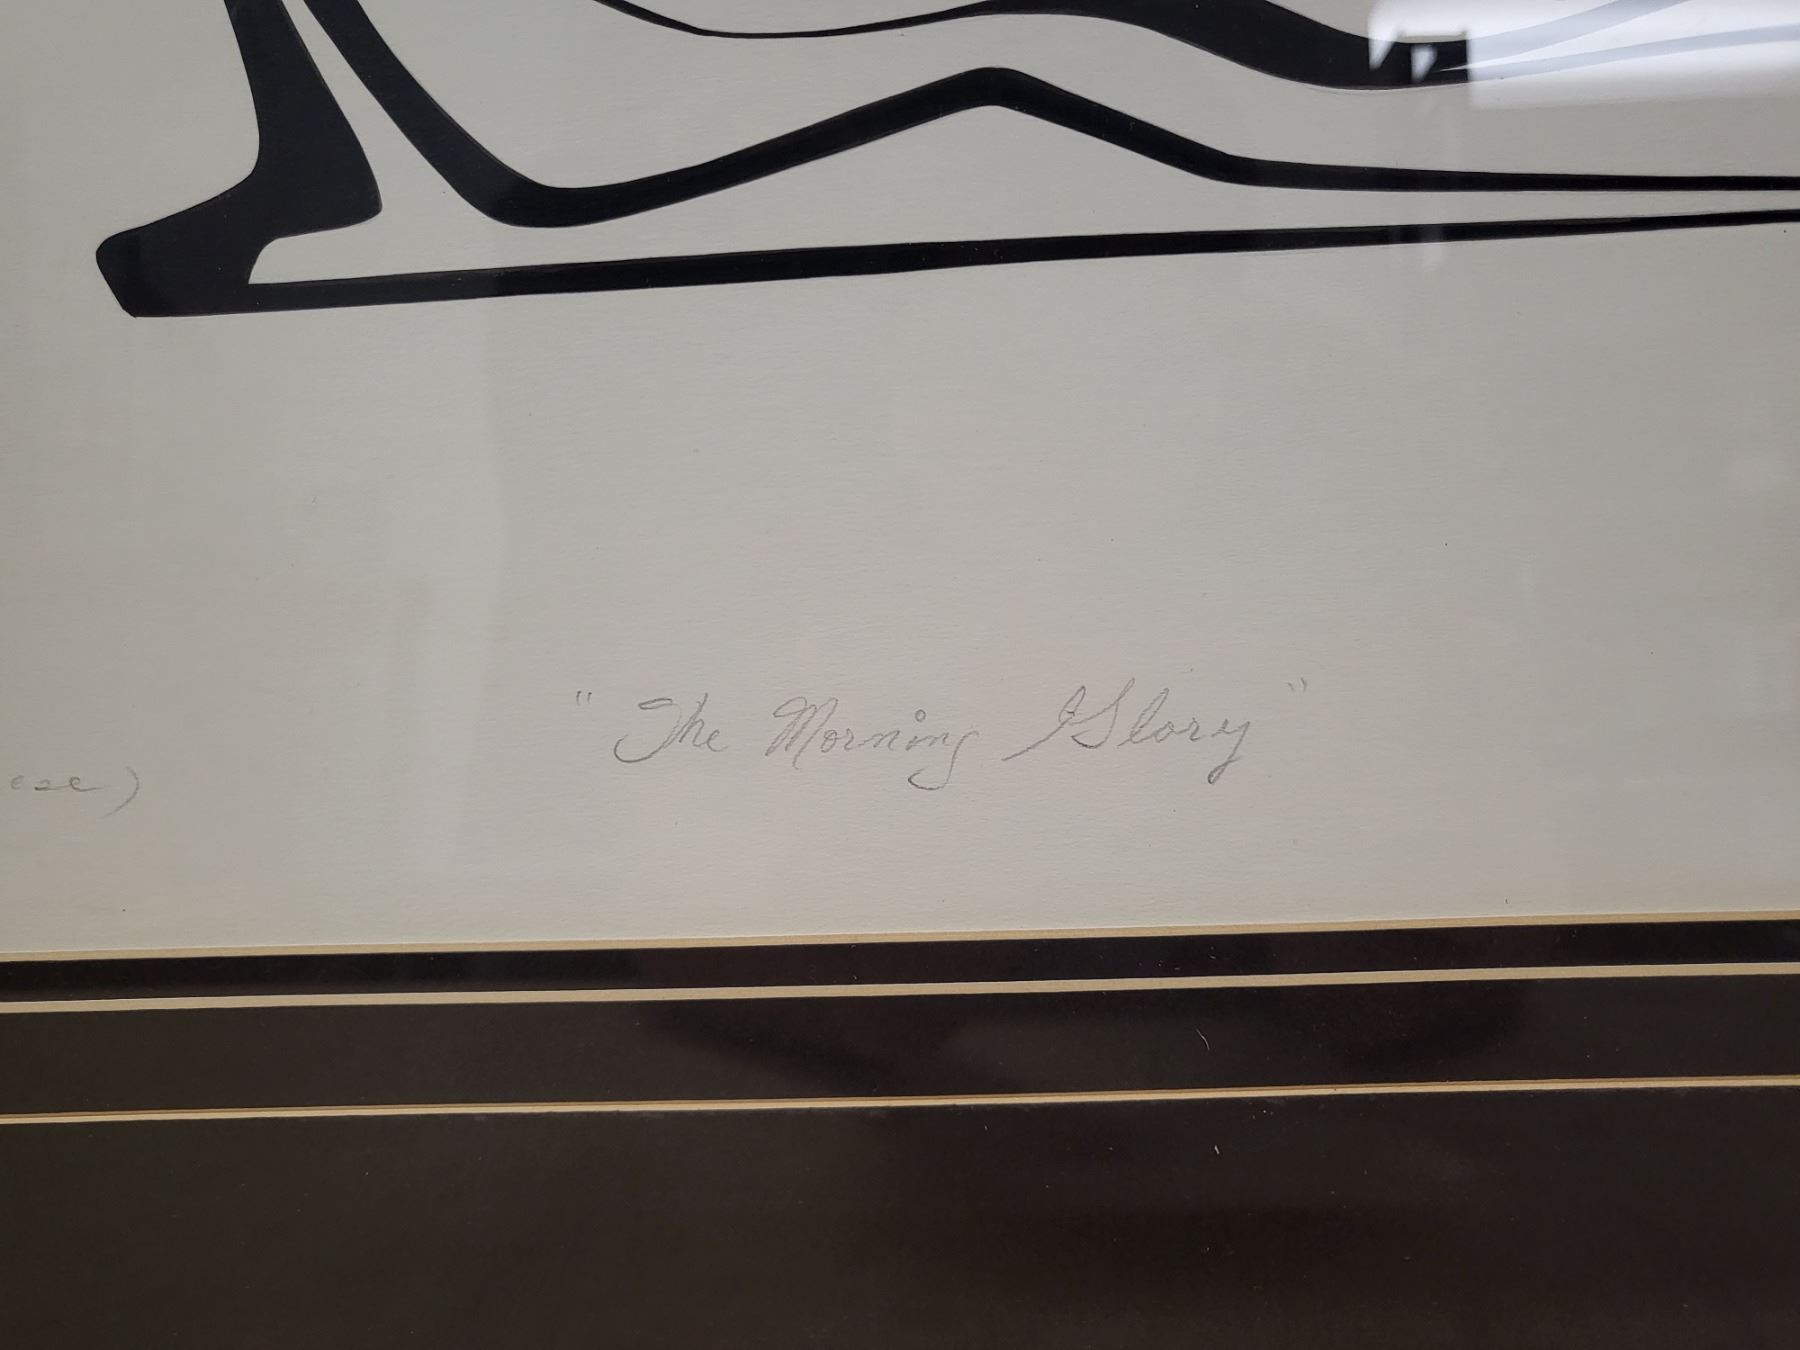 " The Morning Glory "